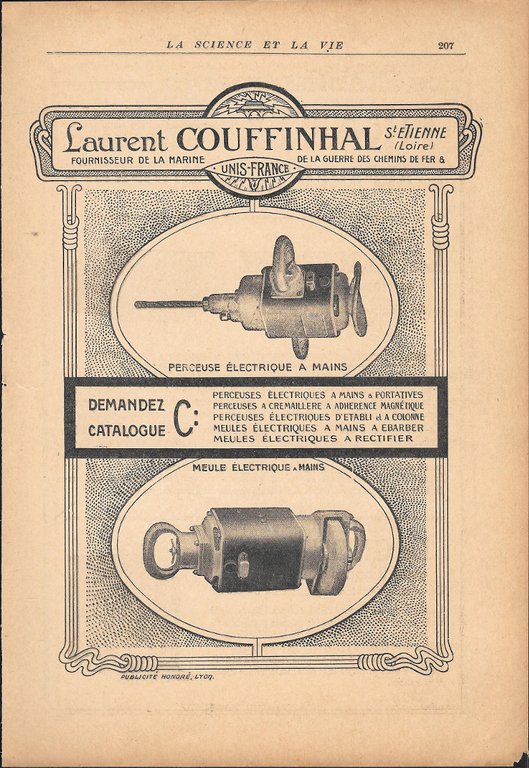 LA SCIENCE ET LA VIE 207
Laurent COUFFINHAL St ETIENNE
(Loire)
FOURNISSEUR DE LA MARINE DE LA GUERRE DES CHEMINS DE FER &
UNIS-FRANCE
PERCEUSE ÉLECTRIQUE A MAINS
DEMANDEZ
CATALOGUE C:
PERCEUSES ÉLECTRIQUES A MAINS & PORTATIVES
PERCEUSES A CREMAILLERE A ADHERENCE MAGNÉTIQUE
PERCEUSES ÉLECTRIQUES D'ETABLI et A COLONNE
MEULES ÉLECTRIQUES A MAINS A EBARBER
MEULES ÉLECTRIQUES A RECTIFIER
MEULE ÉLECTRIQUE A MAINS
PUBLICITÉ HONORÉ, LYON.